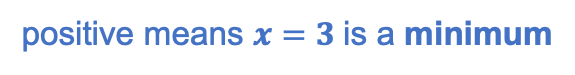 positive means x = 3 is a minimum